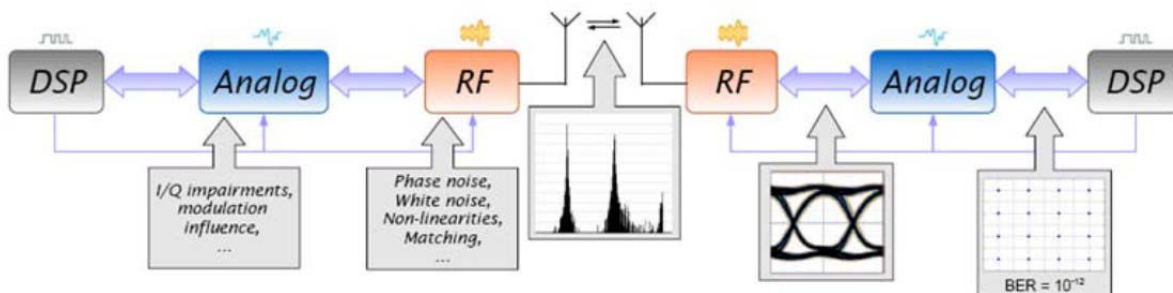 DSP
Analog
RF
RF
Analog
DSP
I/Q impairments,
modulation
influence,
...
Phase noise,
White noise,
Non-linearities,
Matching,
...
BER = 10⁻¹²